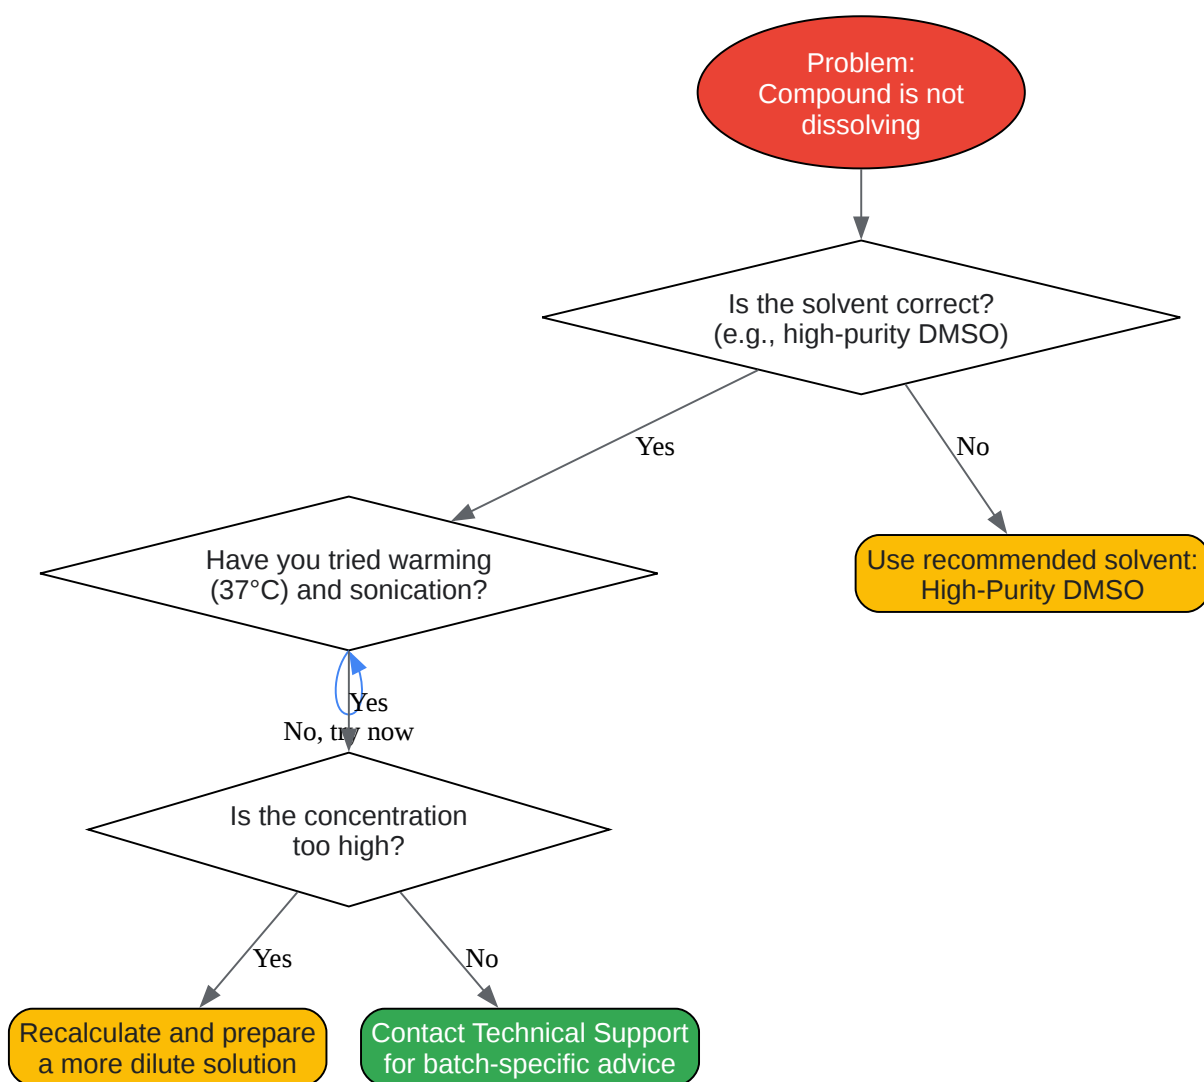 Problem:
Compound is not
dissolving
Is the solvent correct?
(e.g., high-purity DMSO)
Yes
No
Have you tried warming
(37°C) and sonication?
Use recommended solvent:
High-Purity DMSO
Yes
No, try now
Is the concentration
too high?
Yes
No
Recalculate and prepare
a more dilute solution
Contact Technical Support
for batch-specific advice